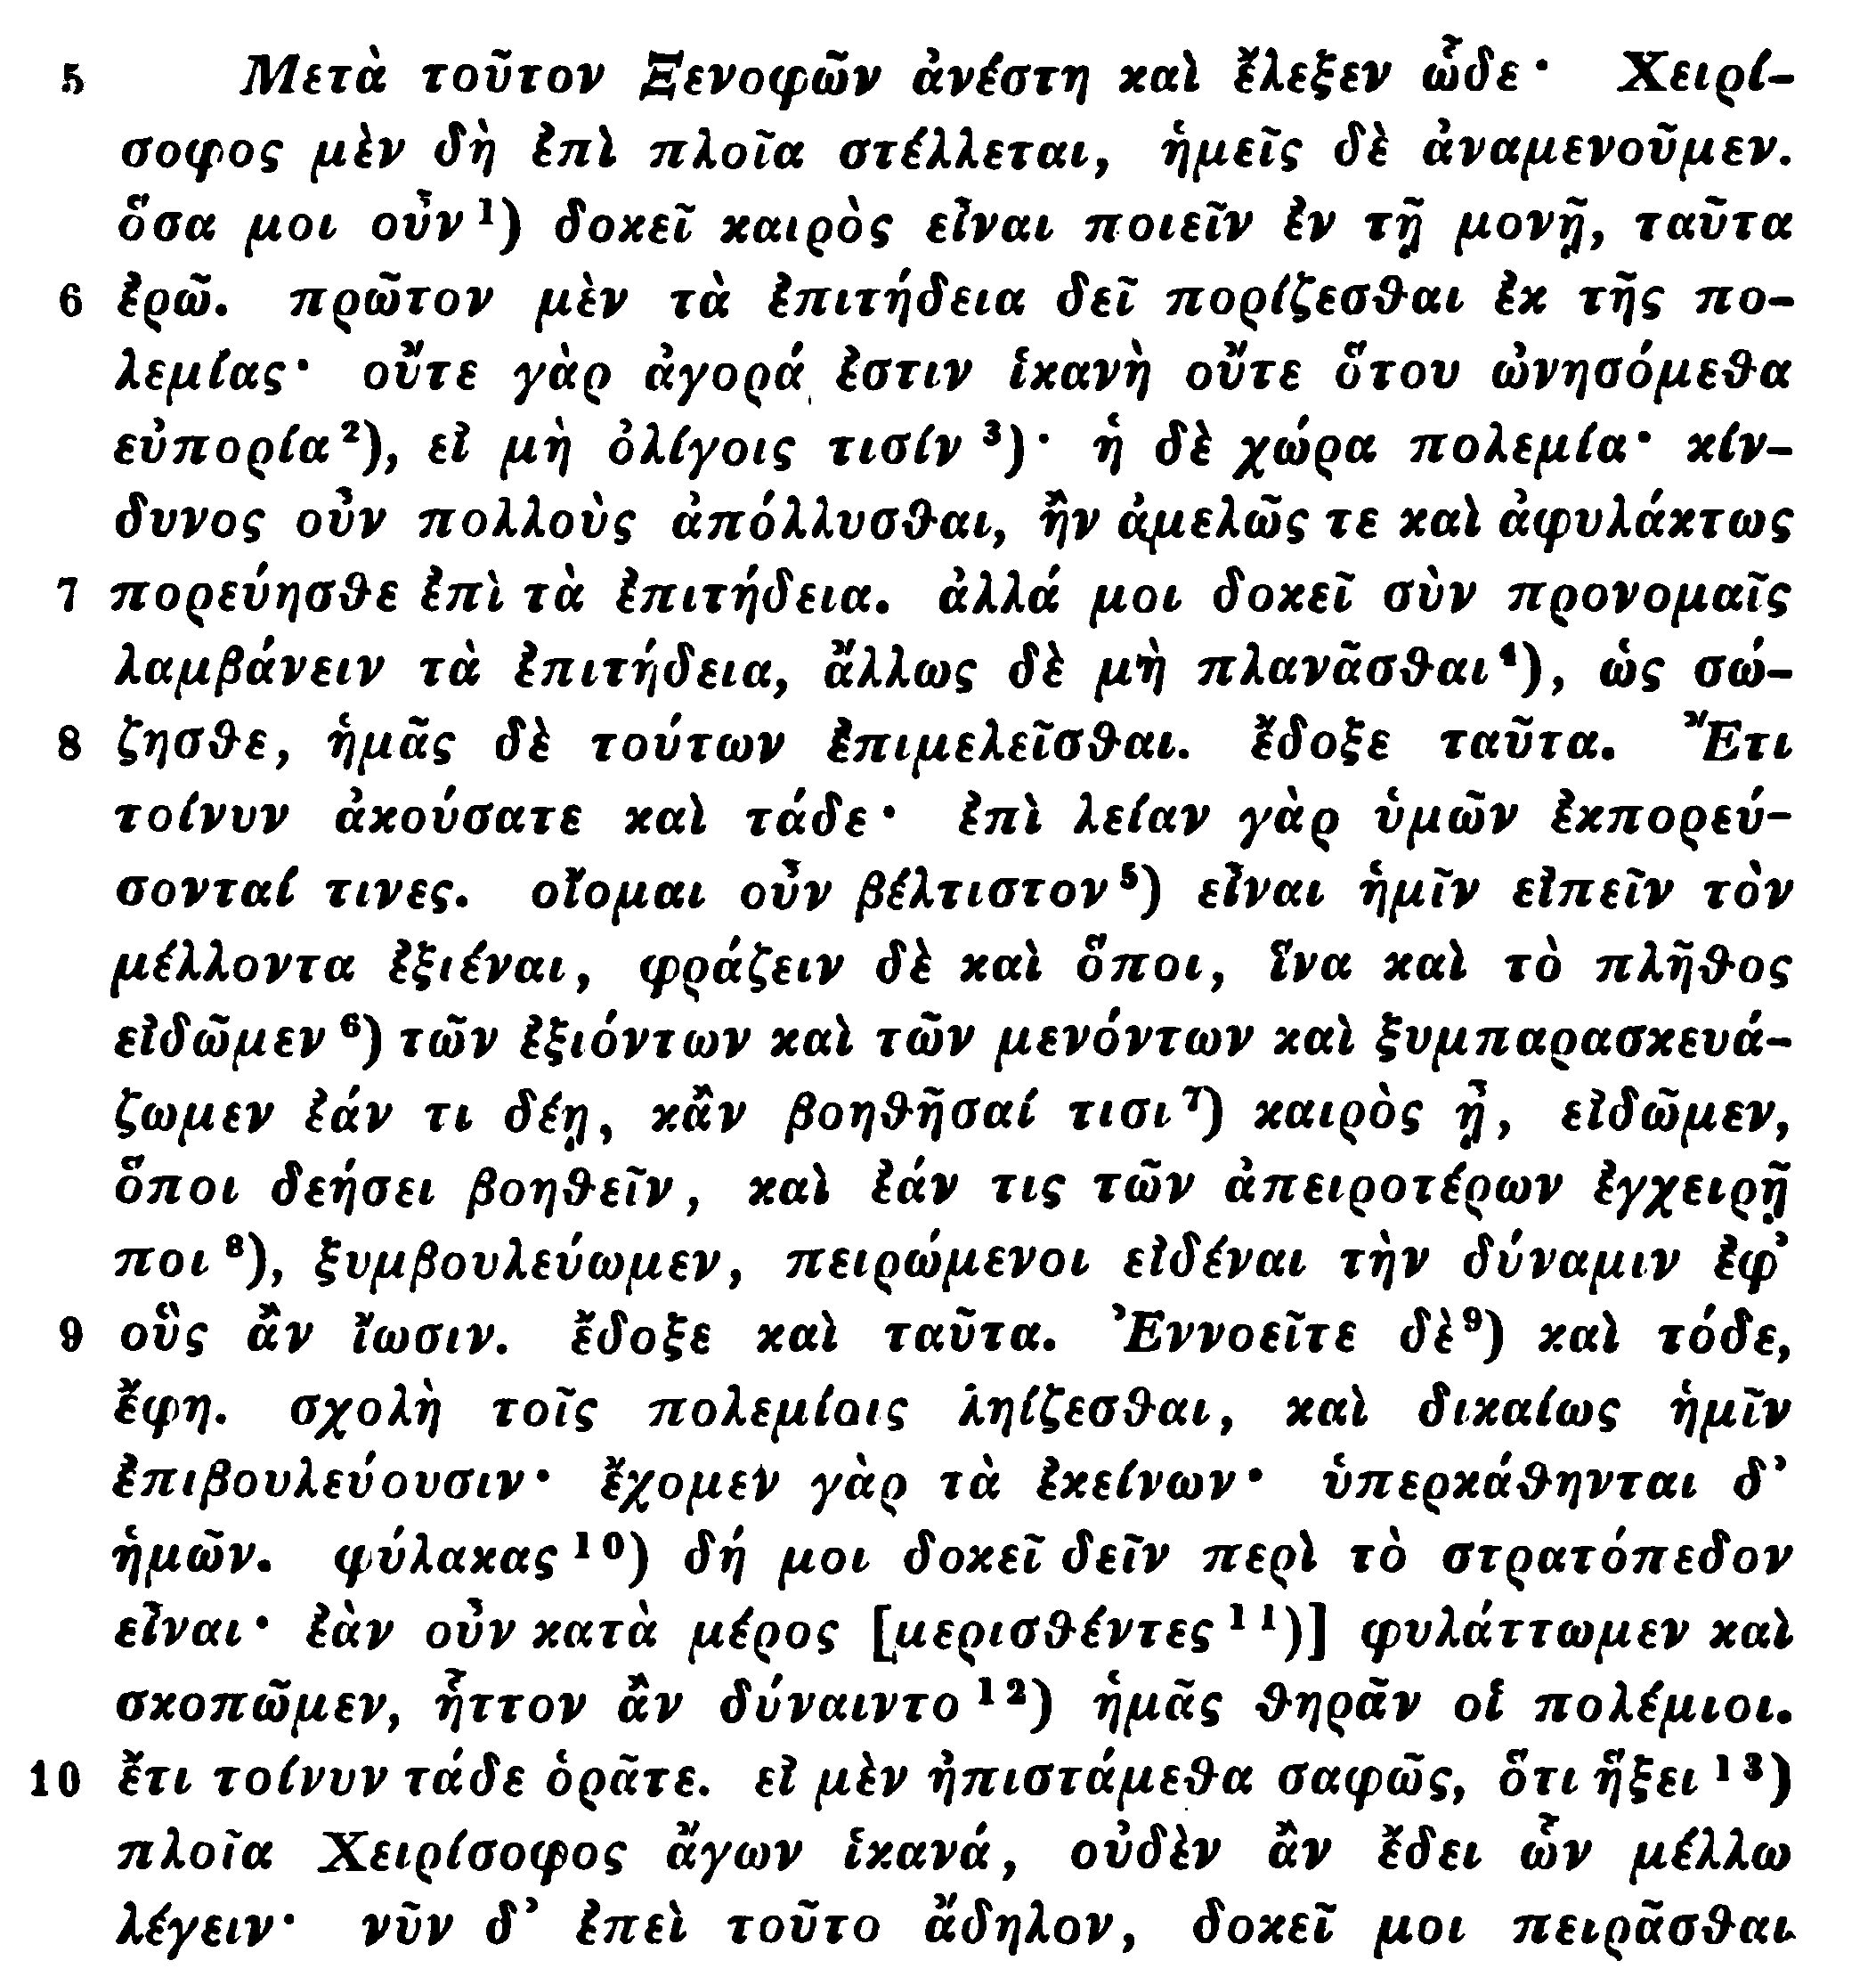 5 Μετὰ τοῦτον Ξενοφῶν ἀνέστη καὶ ἔλεξεν ὧδε· Χειρί-
σοφος μὲν δὴ ἐπὶ πλοῖα στέλλεται, ἡμεῖς δὲ ἀναμενοῦμεν.
ὅσα μοι οὖν ¹) δοκεῖ καιρὸς εἶναι ποιεῖν ἐν τῇ μονῇ, ταῦτα
6 ἐρῶ. πρῶτον μὲν τὰ ἐπιτήδεια δεῖ πορίζεσθαι ἐκ τῆς πο-
λεμίας· οὔτε γὰρ ἀγορά ἐστιν ἱκανὴ οὔτε ὅτου ὠνησόμεθα
εὐπορία ²), εἰ μὴ ὀλίγοις τισίν ³)· ἡ δὲ χώρα πολεμία· κίν-
δυνος οὖν πολλοὺς ἀπόλλυσθαι, ἢν ἀμελῶς τε καὶ ἀφυλάκτως
7 πορεύησθε ἐπὶ τὰ ἐπιτήδεια. ἀλλά μοι δοκεῖ σὺν προνομαῖς
λαμβάνειν τὰ ἐπιτήδεια, ἄλλως δὲ μὴ πλανᾶσθαι ⁴), ὡς σώ-
8 ζησθε, ἡμᾶς δὲ τούτων ἐπιμελεῖσθαι. ἔδοξε ταῦτα. Ἔτι
τοίνυν ἀκούσατε καὶ τάδε· ἐπὶ λείαν γὰρ ὑμῶν ἐκπορεύ-
σονταί τινες. οἴομαι οὖν βέλτιστον ⁵) εἶναι ἡμῖν εἰπεῖν τὸν
μέλλοντα ἐξιέναι, φράζειν δὲ καὶ ὅποι, ἵνα καὶ τὸ πλῆθος
εἰδῶμεν ⁶) τῶν ἐξιόντων καὶ τῶν μενόντων καὶ ξυμπαρασκευά-
ζωμεν ἐάν τι δέῃ, κἂν βοηθῆσαί τισι ⁷) καιρὸς ᾖ, εἰδῶμεν,
ὅποι δεήσει βοηθεῖν, καὶ ἐάν τις τῶν ἀπειροτέρων ἐγχειρῇ
ποι ⁸), ξυμβουλεύωμεν, πειρώμενοι εἰδέναι τὴν δύναμιν ἐφ’
9 οὓς ἂν ἴωσιν. ἔδοξε καὶ ταῦτα. Ἐννοεῖτε δὲ ⁹) καὶ τόδε,
ἔφη. σχολὴ τοῖς πολεμίοις ληίζεσθαι, καὶ δικαίως ἡμῖν
ἐπιβουλεύουσιν· ἔχομεν γὰρ τὰ ἐκείνων· ὑπερκάθηνται δ’
ἡμῶν. φύλακας ¹⁰) δή μοι δοκεῖ δεῖν περὶ τὸ στρατόπεδον
εἶναι· ἐὰν οὖν κατὰ μέρος [μερισθέντες ¹¹)] φυλάττωμεν καὶ
σκοπῶμεν, ἧττον ἂν δύναιντο ¹²) ἡμᾶς θηρᾶν οἱ πολέμιοι.
10 ἔτι τοίνυν τάδε ὁρᾶτε. εἰ μὲν ἠπιστάμεθα σαφῶς, ὅτι ἥξει ¹³)
πλοῖα Χειρίσοφος ἄγων ἱκανά, οὐδὲν ἂν ἔδει ὧν μέλλω
λέγειν· νῦν δ’ ἐπεὶ τοῦτο ἄδηλον, δοκεῖ μοι πειρᾶσθαι